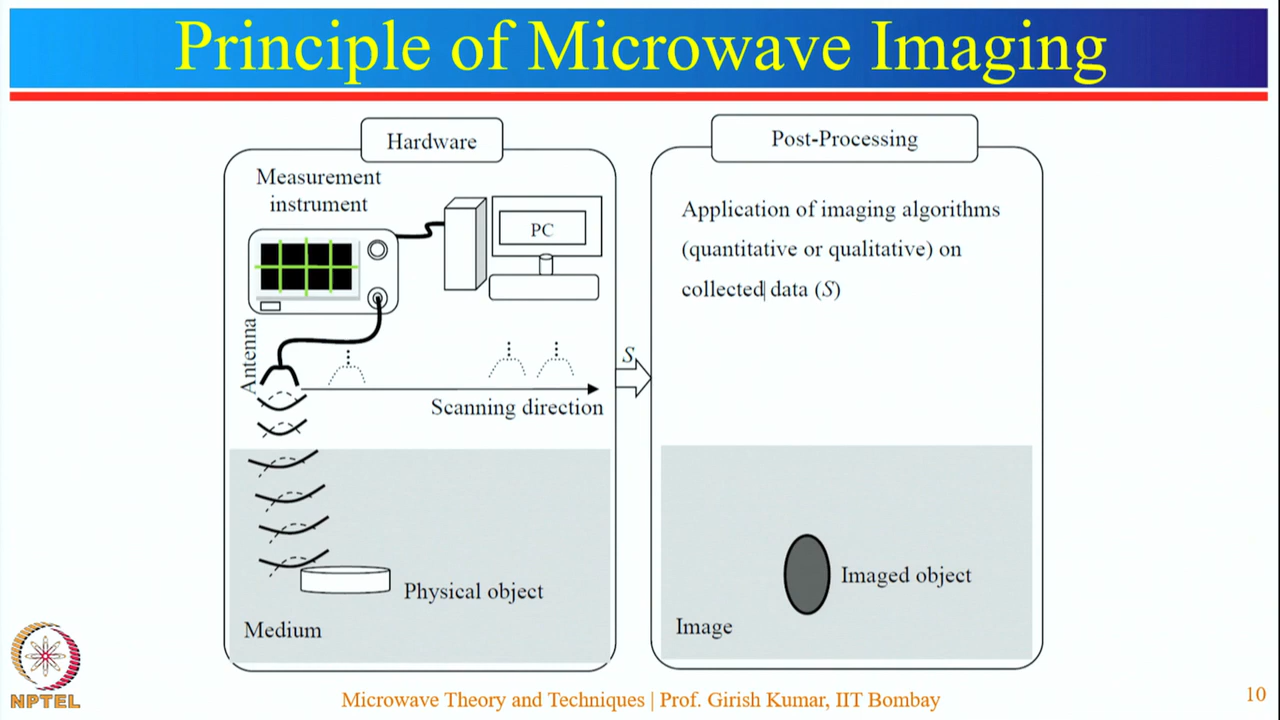 Principle of Microwave Imaging
Hardware
Measurement
instrument
PC
Antenna
Scanning direction
Physical object
Medium
S
Post-Processing
Application of imaging algorithms
(quantitative or qualitative) on
collected data (S)
Imaged object
Image
NPTEL
Microwave Theory and Techniques | Prof. Girish Kumar, IIT Bombay
10